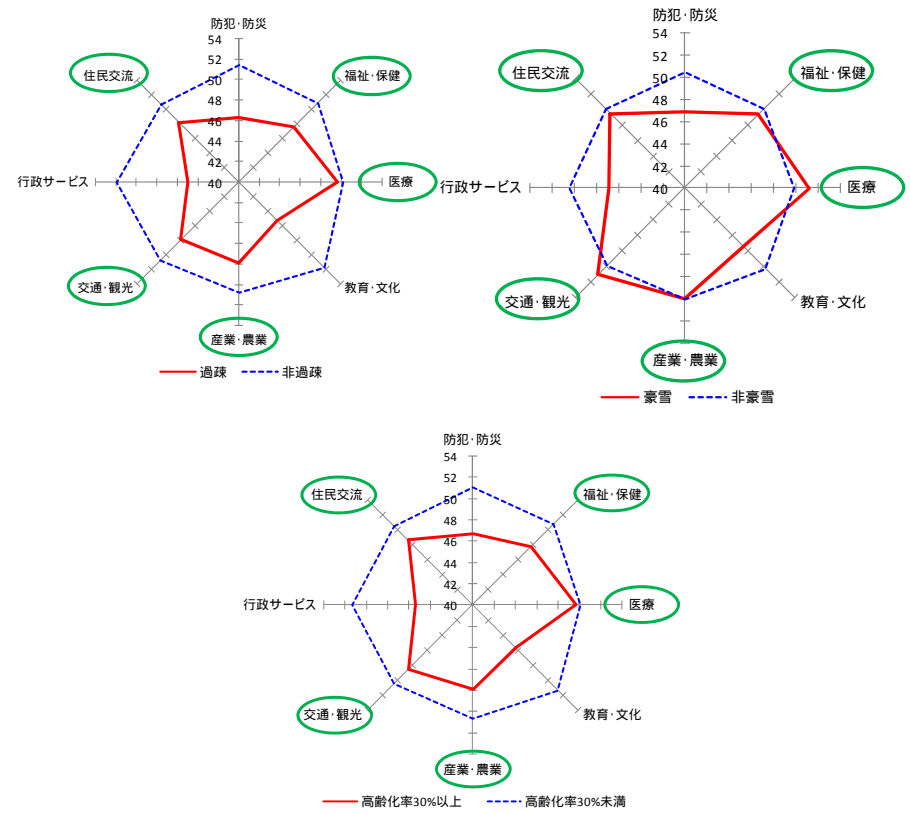 防犯・防災
54
52
50
48
46
44
42
40
福祉・保健
医療
教育・文化
産業・農業
交通・観光
行政サービス
住民交流
過疎 非過疎
防犯・防災
54
52
50
48
46
44
42
40
福祉・保健
医療
教育・文化
産業・農業
交通・観光
行政サービス
住民交流
豪雪 非豪雪
防犯・防災
54
52
50
48
46
44
42
40
福祉・保健
医療
教育・文化
産業・農業
交通・観光
行政サービス
住民交流
高齢化率30%以上 高齢化率30%未満